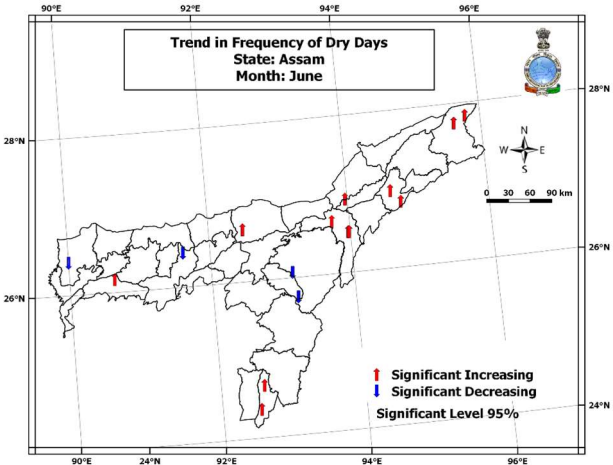 90°E 92°E 94°E 96°E
Trend in Frequency of Dry Days
State: Assam
Month: June
28°N
28°N
N
W E
S
0 30 60 90 km
26°N
26°N
Significant Increasing
Significant Decreasing
Significant Level 95%
24°N
90°E 24°N 92°E 94°E 96°E